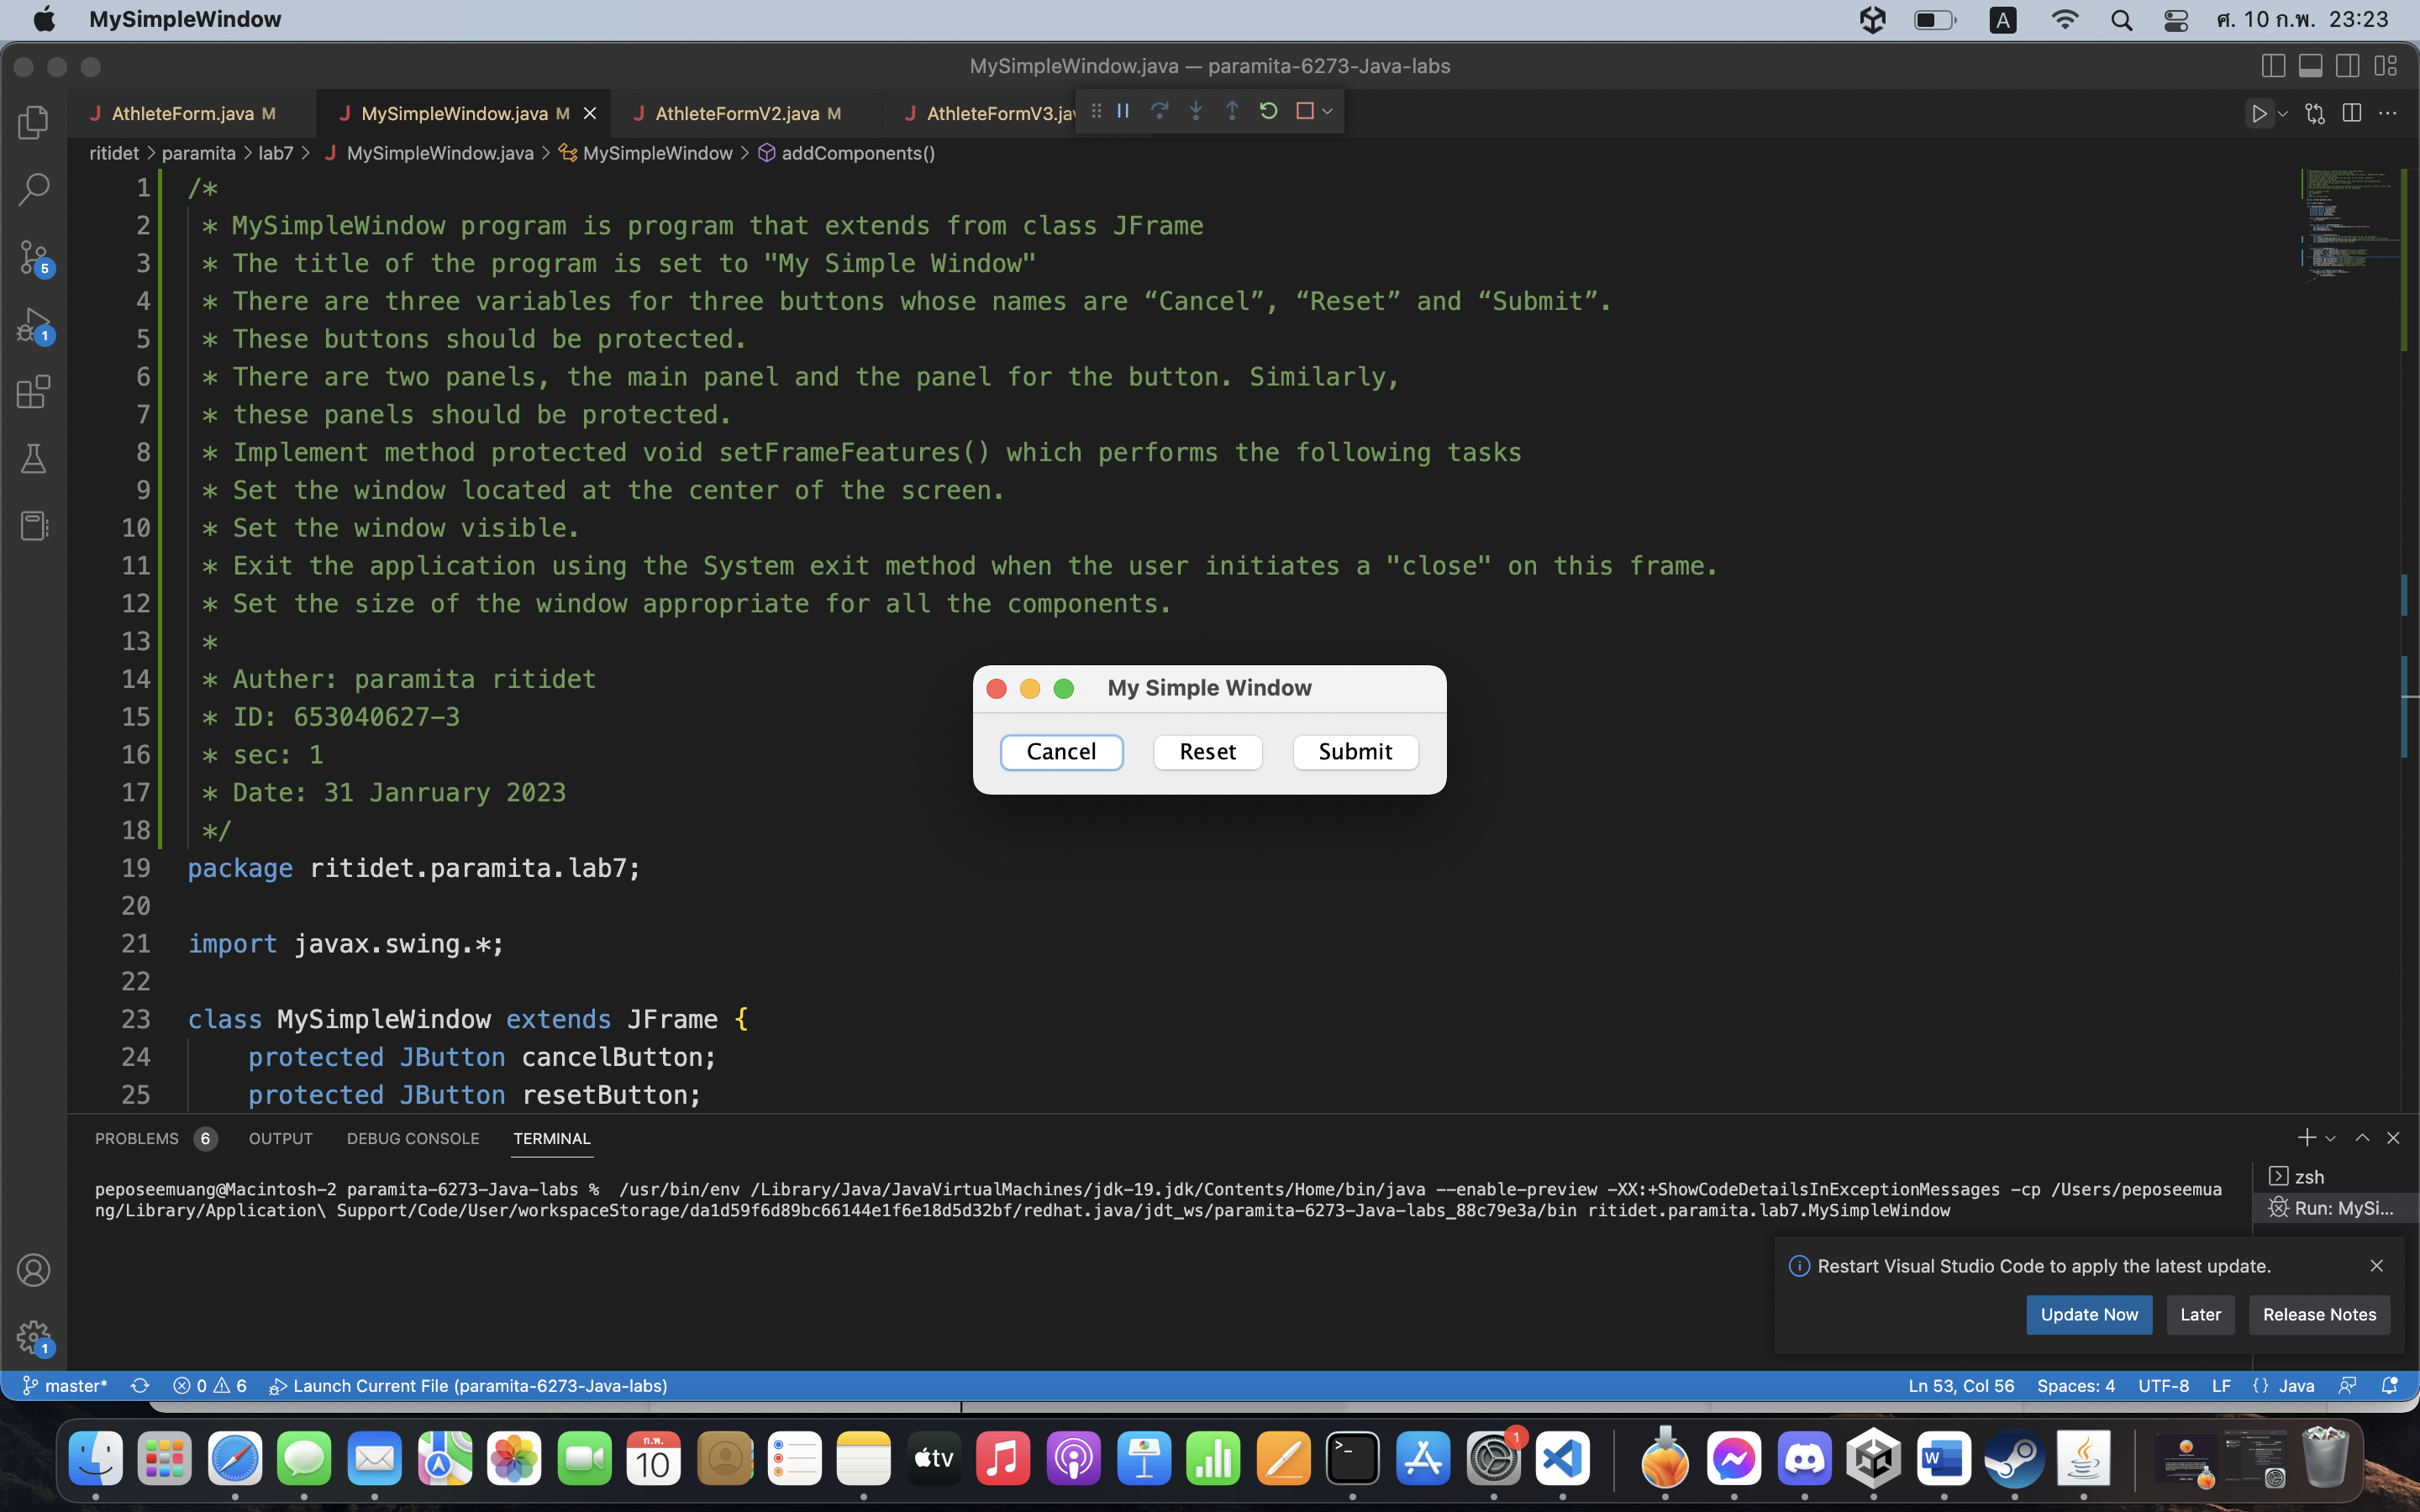 MySimpleWindow
A
ศ. 10 ก.พ. 23:23
MySimpleWindow.java — paramita-6273-Java-labs
J AthleteForm.java M
J MySimpleWindow.java M
J AthleteFormV2.java M
J AthleteFormV3.jav
ritidet > paramita > lab7 > J MySimpleWindow.java > MySimpleWindow > addComponents()
1 /*
2 * MySimpleWindow program is program that extends from class JFrame
3 * The title of the program is set to "My Simple Window"
4 * There are three variables for three buttons whose names are “Cancel”, “Reset” and “Submit”.
5 * These buttons should be protected.
6 * There are two panels, the main panel and the panel for the button. Similarly,
7 * these panels should be protected.
8 * Implement method protected void setFrameFeatures() which performs the following tasks
9 * Set the window located at the center of the screen.
10 * Set the window visible.
11 * Exit the application using the System exit method when the user initiates a "close" on this frame.
12 * Set the size of the window appropriate for all the components.
13 *
14 * Auther: paramita ritidet
15 * ID: 653040627-3
16 * sec: 1
17 * Date: 31 Janruary 2023
18 */
19 package ritidet.paramita.lab7;
20
21 import javax.swing.*;
22
23 class MySimpleWindow extends JFrame {
24 protected JButton cancelButton;
25 protected JButton resetButton;
My Simple Window
Cancel Reset Submit
5
1
1
PROBLEMS 6 OUTPUT DEBUG CONSOLE TERMINAL
peposeemuang@Macintosh-2 paramita-6273-Java-labs % /usr/bin/env /Library/Java/JavaVirtualMachines/jdk-19.jdk/Contents/Home/bin/java --enable-preview -XX:+ShowCodeDetailsInExceptionMessages -cp /Users/peposeemua
ng/Library/Application\ Support/Code/User/workspaceStorage/da1d59f6d89bc66144e1f6e18d5d32bf/redhat.java/jdt_ws/paramita-6273-Java-labs_88c79e3a/bin ritidet.paramita.lab7.MySimpleWindow
zsh
Run: MySi...
Restart Visual Studio Code to apply the latest update.
Update Now Later Release Notes
master* 0 6 Launch Current File (paramita-6273-Java-labs) Ln 53, Col 56 Spaces: 4 UTF-8 LF {} Java
ก.พ.
10
tv
1
W